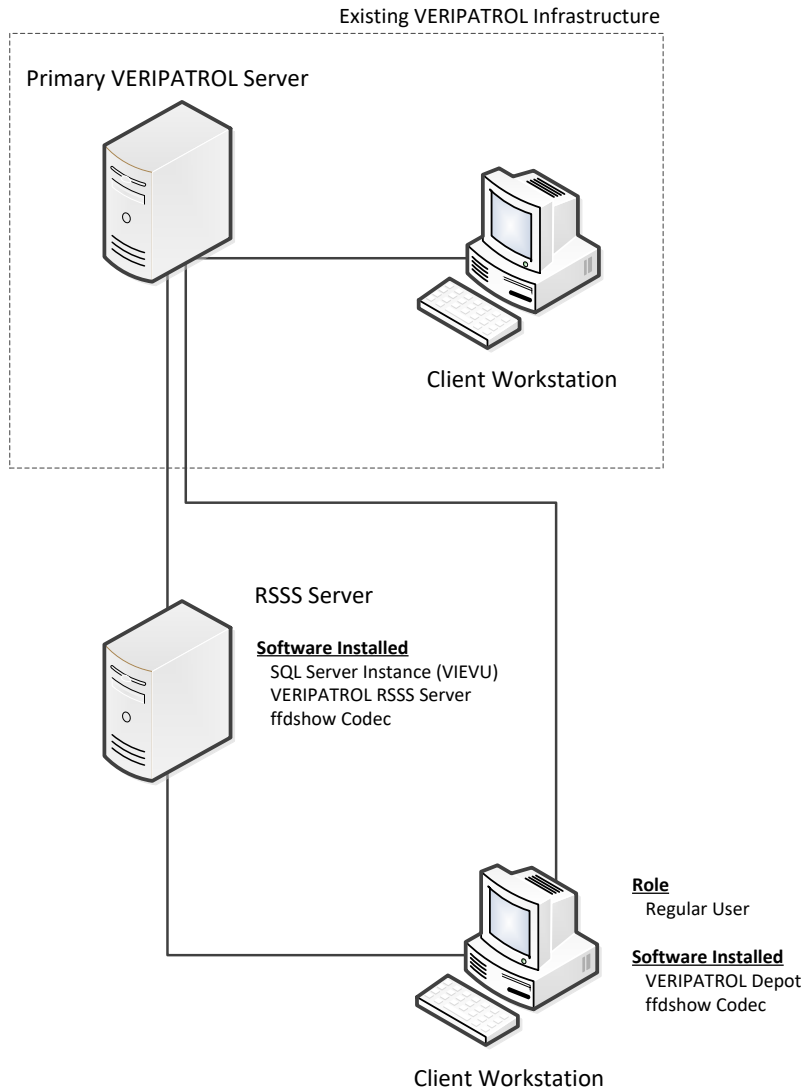 Existing VERIPATROL Infrastructure
Primary VERIPATROL Server
Client Workstation
RSSS Server
Software Installed
SQL Server Instance (VIEVU)
VERIPATROL RSSS Server
ffdshow Codec
Role
Regular User
Software Installed
VERIPATROL Depot
ffdshow Codec
Client Workstation